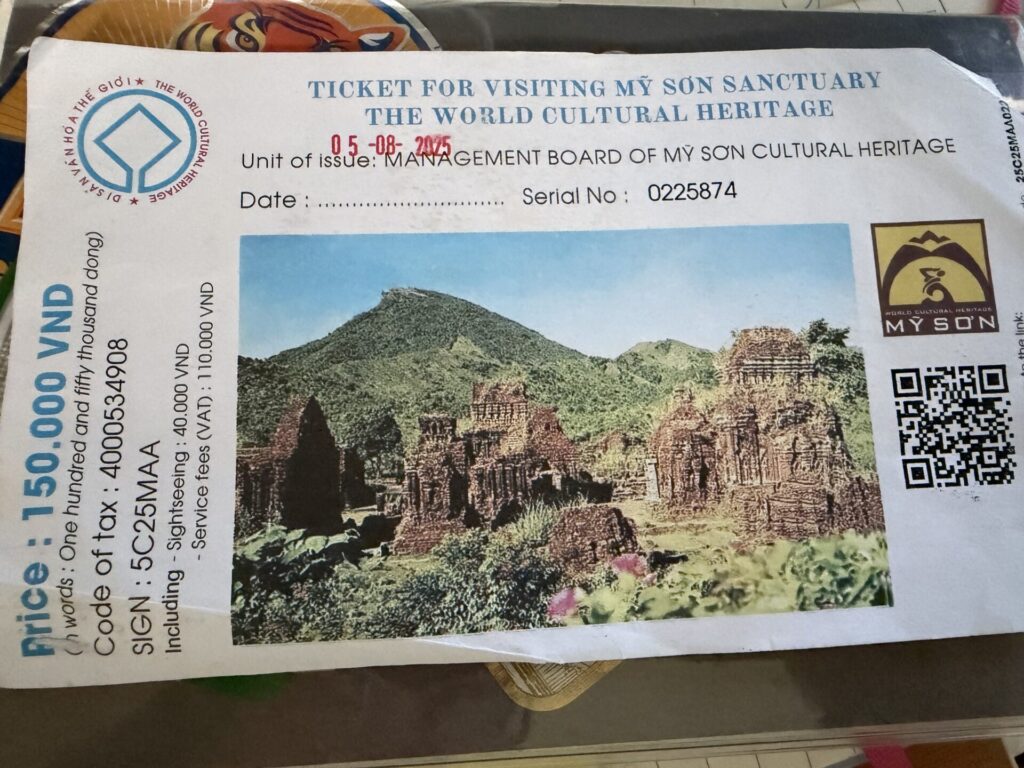 TICKET FOR VISITING MỸ SƠN SANCTUARY
THE WORLD CULTURAL HERITAGE
05-08-2025
Unit of issue: MANAGEMENT BOARD OF MỸ SƠN CULTURAL HERITAGE
Date : ............................ Serial No : 0225874
DI SẢN VĂN HÓA THẾ GIỚI ★ THE WORLD CULTURAL HERITAGE ★
Price : 150.000 VND
(In words : One hundred and fifty thousand dong)
Code of tax : 4000534908
SIGN : 5C25MAA
Including - Sightseeing : 40.000 VND
- Service fees (VAT) : 110.000 VND
WORLD CULTURAL HERITAGE
MỸ SƠN
to the link: